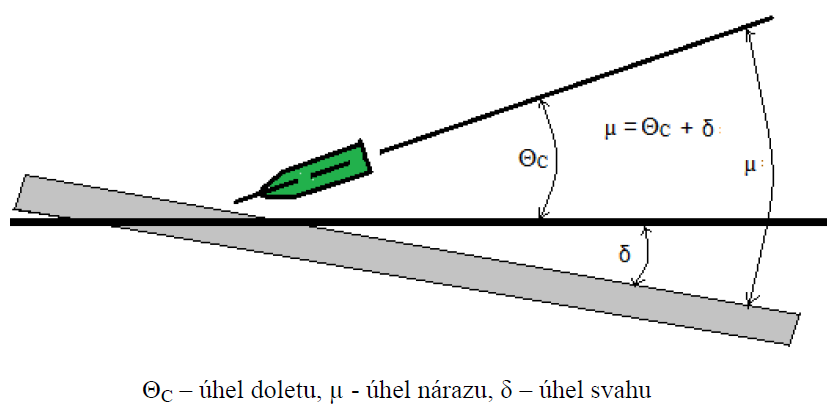 μ = ΘC + δ
ΘC
μ
δ
ΘC – úhel doletu, μ - úhel nárazu, δ – úhel svahu